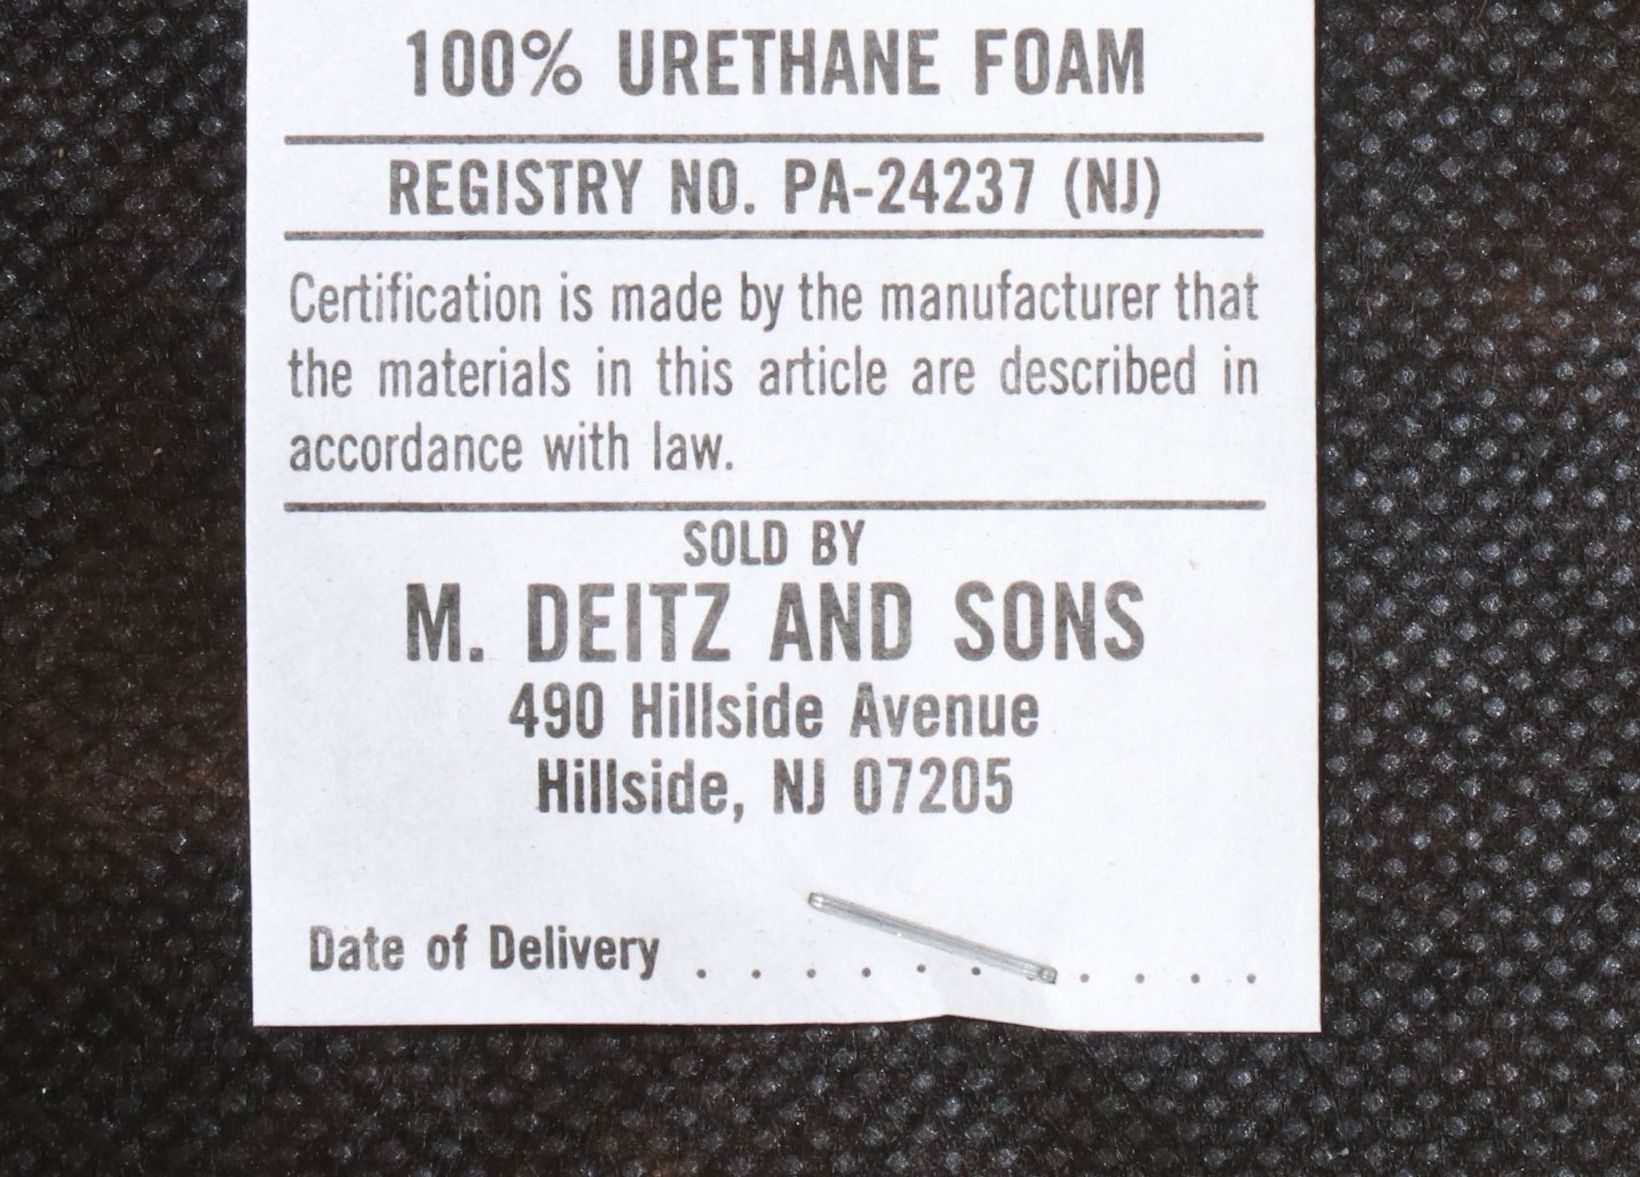 100% URETHANE FOAM
REGISTRY NO. PA-24237 (NJ)
Certification is made by the manufacturer that
the materials in this article are described in
accordance with law.
SOLD BY
M. DEITZ AND SONS
490 Hillside Avenue
Hillside, NJ 07205
Date of Delivery . . . . . . . . . .